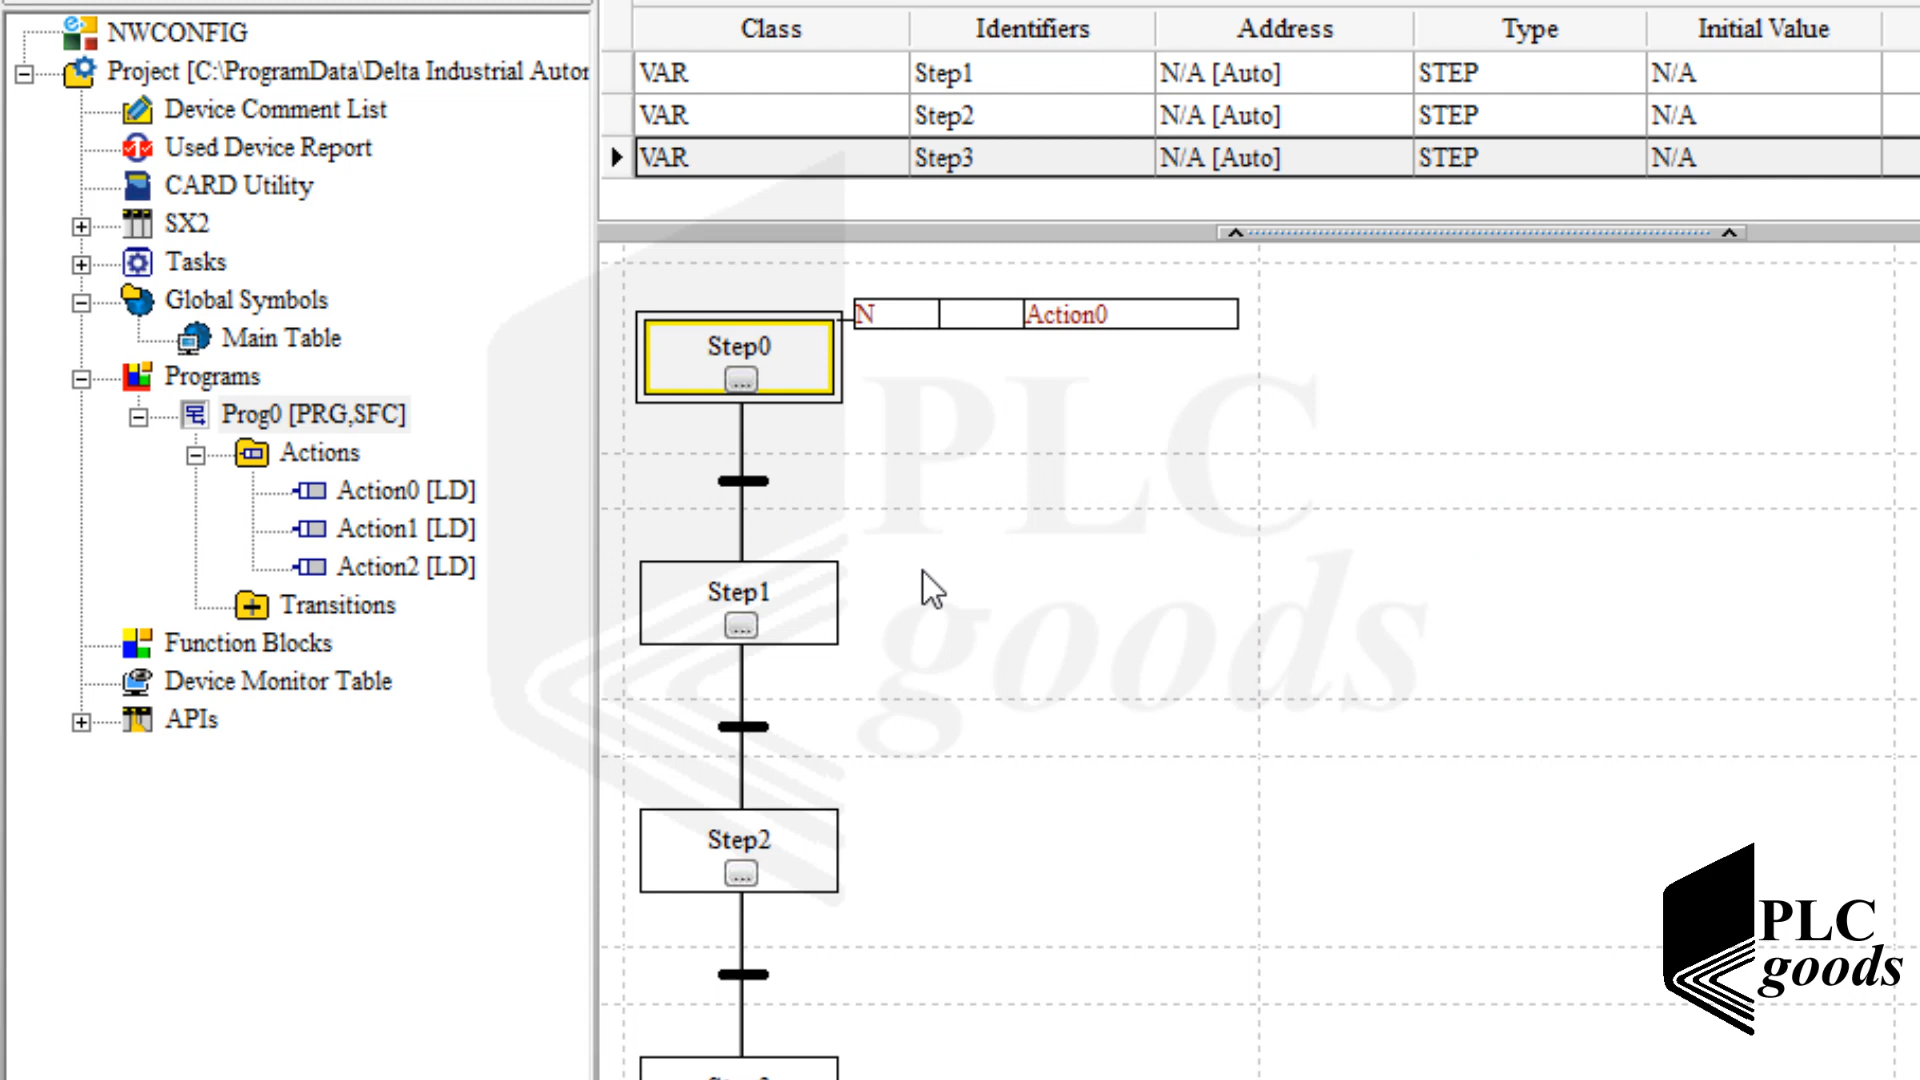 NWCONFIG
Project [C:\ProgramData\Delta Industrial Autor
Device Comment List
Used Device Report
CARD Utility
SX2
Tasks
Global Symbols
Main Table
Programs
Prog0 [PRG,SFC]
Actions
Action0 [LD]
Action1 [LD]
Action2 [LD]
Transitions
Function Blocks
Device Monitor Table
APIs
Class Identifiers Address Type Initial Value
VAR Step1 N/A [Auto] STEP N/A
VAR Step2 N/A [Auto] STEP N/A
VAR Step3 N/A [Auto] STEP N/A
N Action0
Step0
...
Step1
...
Step2
...
PLC
goods
PLC
goods